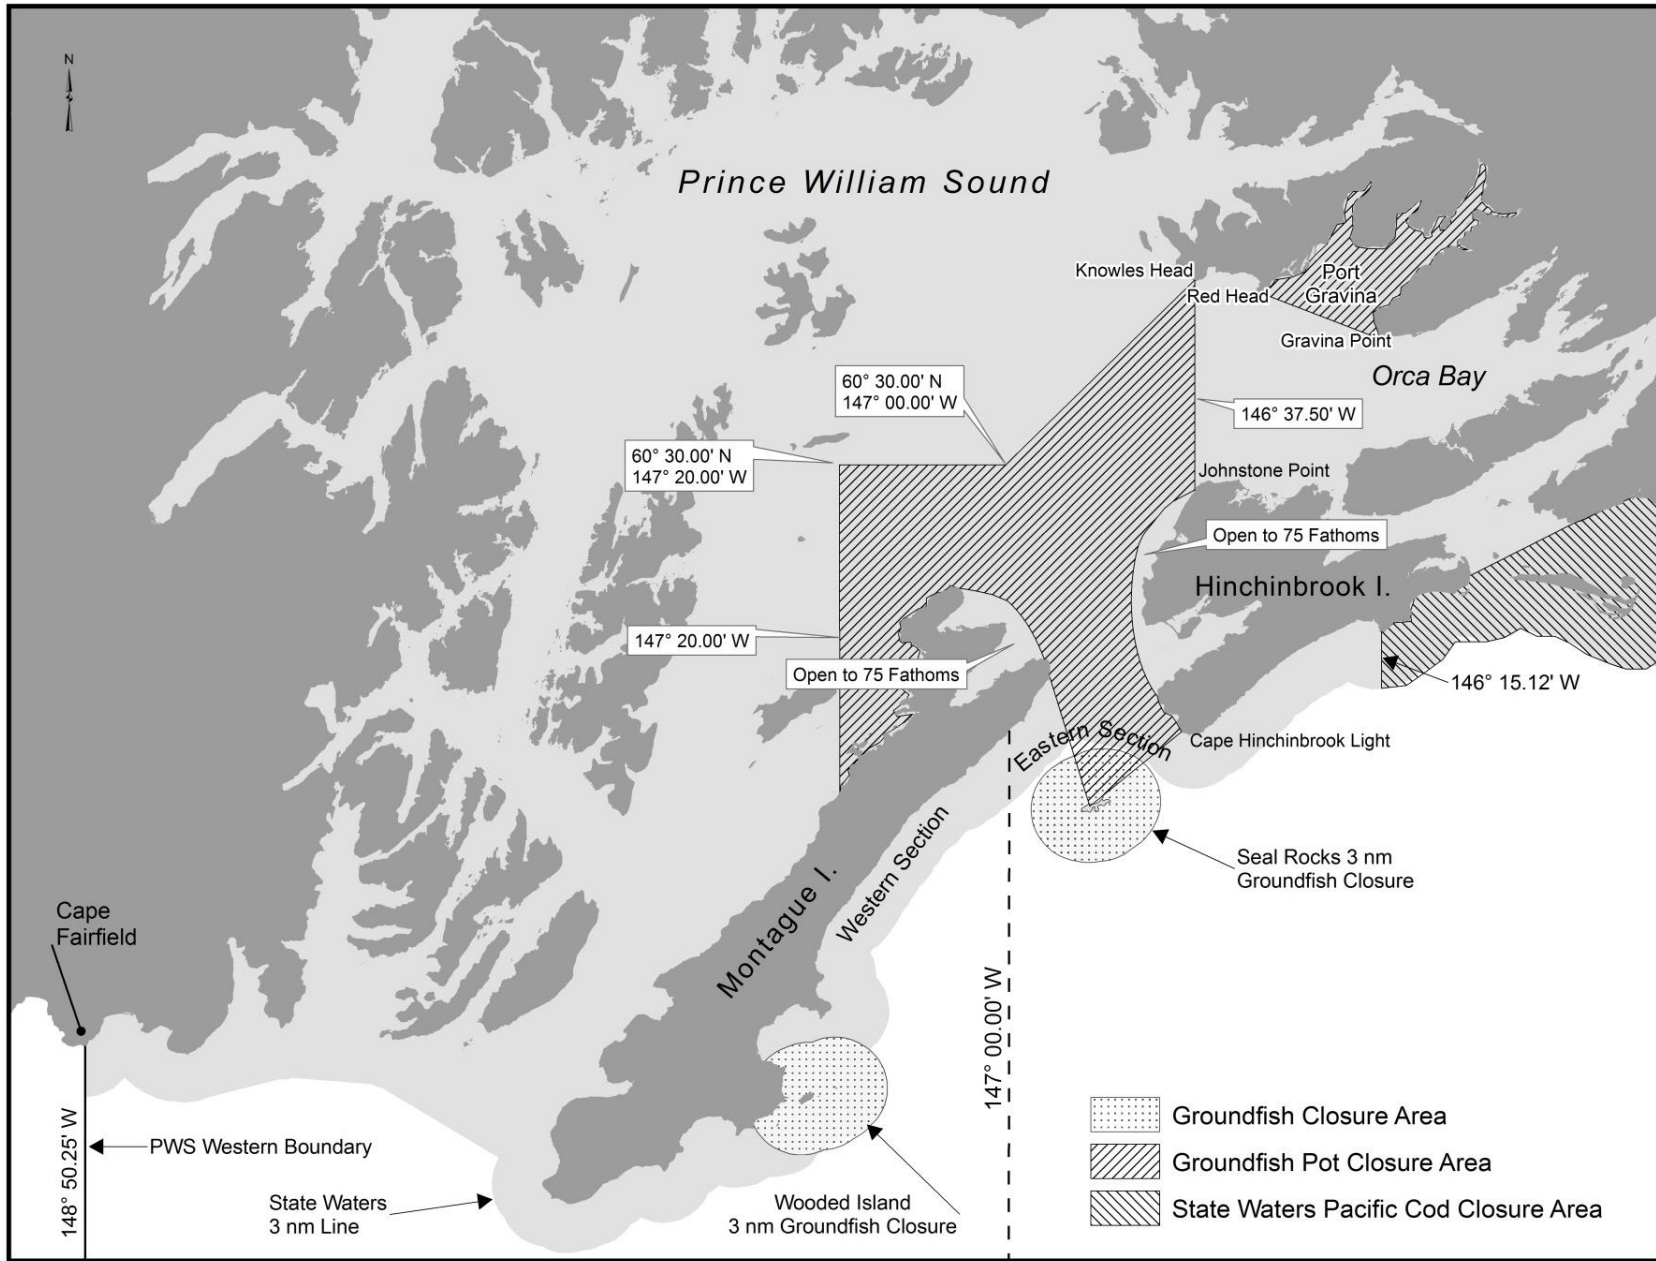 N
Prince William Sound
Knowles Head
Red Head
Port
Gravina
Gravina Point
Orca Bay
60° 30.00' N
147° 00.00' W
146° 37.50' W
60° 30.00' N
147° 20.00' W
Johnstone Point
Open to 75 Fathoms
Hinchinbrook I.
147° 20.00' W
Open to 75 Fathoms
146° 15.12' W
Eastern Section
Cape Hinchinbrook Light
Western Section
Seal Rocks 3 nm
Groundfish Closure
Montague I.
Cape
Fairfield
147° 00.00' W
148° 50.25' W
PWS Western Boundary
State Waters
3 nm Line
Wooded Island
3 nm Groundfish Closure
Groundfish Closure Area
Groundfish Pot Closure Area
State Waters Pacific Cod Closure Area